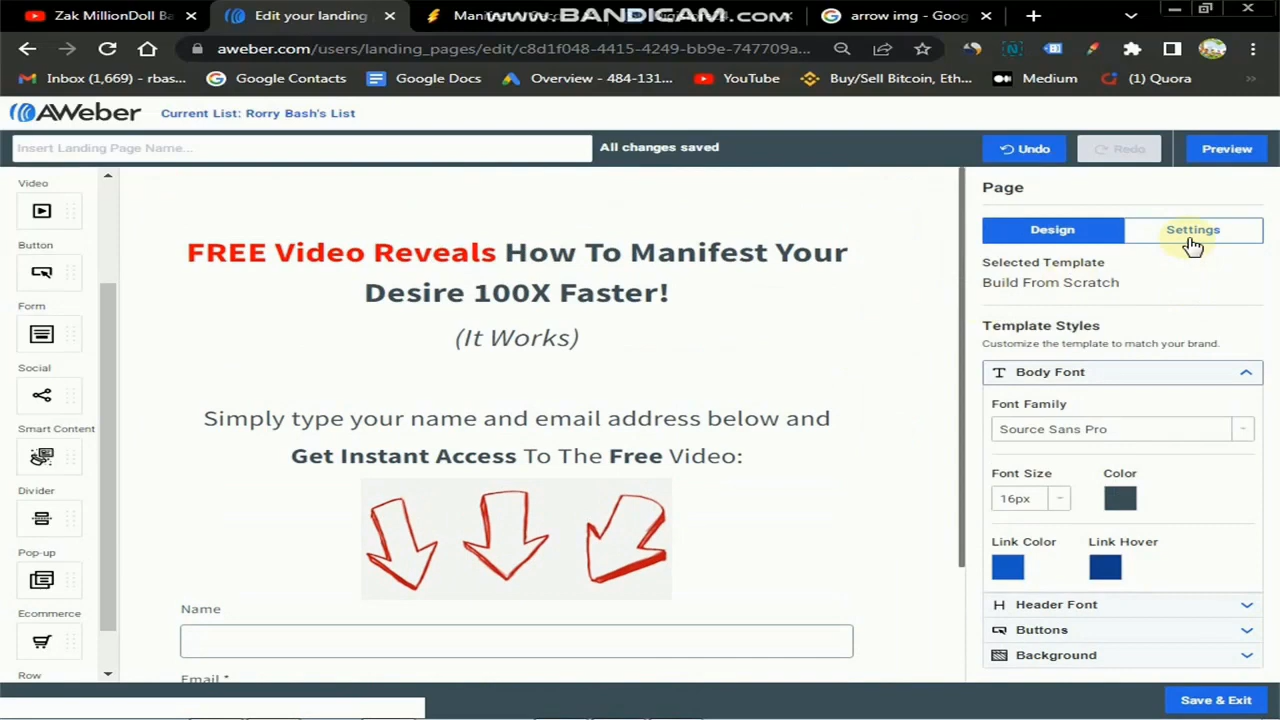 Zak MillionDoll Ba
Edit your landing
Manif
www.BANDICAM.com
arrow img - Goog
aweber.com/users/landing_pages/edit/c8d1f048-4415-4249-bb9e-747709a...
Inbox (1,669) - rbas...
Google Contacts
Google Docs
Overview - 484-131...
YouTube
Buy/Sell Bitcoin, Eth...
Medium
(1) Quora
AWeber
Current List: Rorry Bash's List
Insert Landing Page Name...
All changes saved
Undo
Redo
Preview
Video
Button
Form
Social
Smart Content
Divider
Pop-up
Ecommerce
Row
FREE Video Reveals How To Manifest Your
Desire 100X Faster!
(It Works)
Simply type your name and email address below and
Get Instant Access To The Free Video:
Name
Email *
Page
Design
Settings
Selected Template
Build From Scratch
Template Styles
Customize the template to match your brand.
Body Font
Font Family
Source Sans Pro
Font Size
Color
16px
Link Color
Link Hover
Header Font
Buttons
Background
Save & Exit